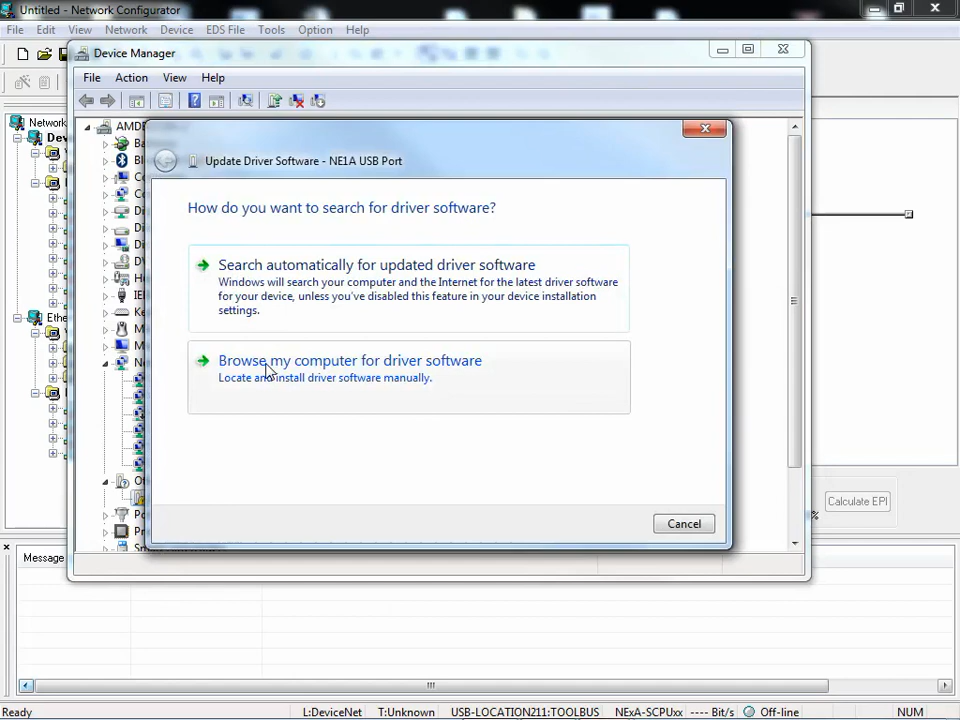 Untitled - Network Configurator
File Edit View Network Device EDS File Tools Option Help
Device Manager
File Action View Help
Network
AMDE
Update Driver Software - NE1A USB Port
How do you want to search for driver software?
Search automatically for updated driver software
Windows will search your computer and the Internet for the latest driver software
for your device, unless you've disabled this feature in your device installation
settings.
Browse my computer for driver software
Locate and install driver software manually.
Cancel
Calculate EPI
%
Message
Ready L:DeviceNet T:Unknown USB-LOCATION211:TOOLBUS NExA-SCPUxx ---- Bit/s Off-line NUM